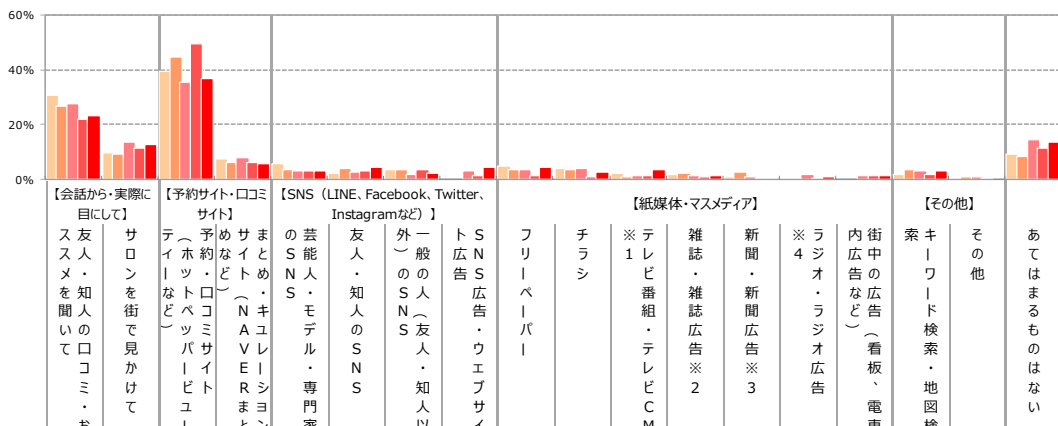 60%
40%
20%
0%
【会話から・実際に
目にして】
【予約サイト・口コミ
サイト】
【SNS（LINE、Facebook、Twitter、
Instagramなど）】
【紙媒体・マスメディア】
【その他】
友人・知人の口コミ・お
ススメを聞いて
サロンを街で見かけて
予約・口コミサイト
（ホットペッパービュー
ティーなど）
まとめ・キュレーション
サイト（NAVERまと
めなど）
芸能人・モデル・専門家
のSNS
友人・知人のSNS
一般の人（友人・知人以
外）のSNS
SNS広告・ウェブサイ
ト広告
フリーペーパー
チラシ
テレビ番組・テレビCM
※1
雑誌・雑誌広告※2
新聞・新聞広告※3
ラジオ・ラジオ広告
※4
街中の広告（看板、電車
内広告など）
キーワード検索・地図検
索
その他
あてはまるものはない